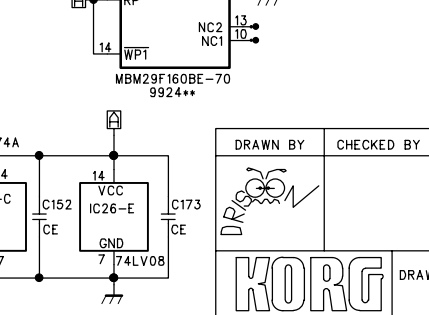 RP
NC2 13
NC1 10
14 WP1
MBM29F160BE-70
9924**
A
74A
DRAWN BY CHECKED BY
4 14
VCC
-C C152 IC26-E C173
CE CE
GND
7 7 74LV08
KORG DRAW